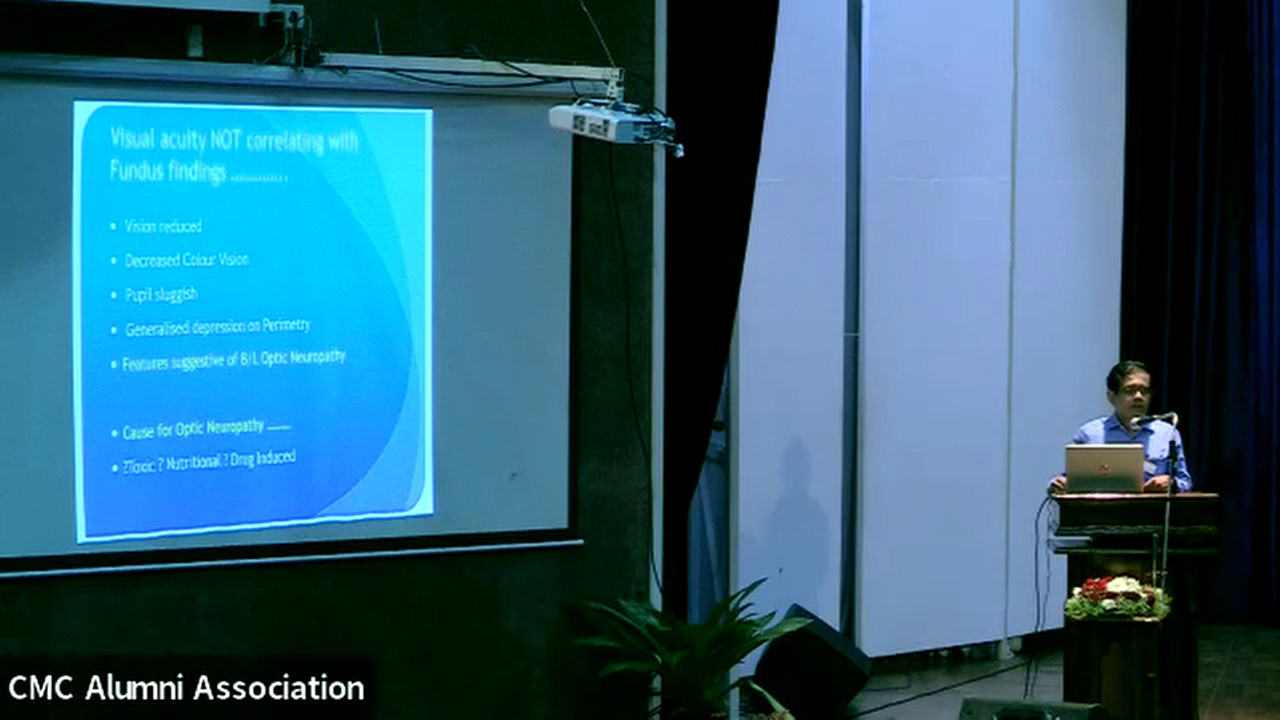 Visual acuity NOT correlating with
Fundus findings .............
• Vision reduced
• Decreased Colour Vision
• Pupil sluggish
• Generalised depression on Perimetry
• Features suggestive of B/L Optic Neuropathy
• Cause for Optic Neuropathy .......
• ?Toxic ? Nutritional ? Drug Induced
CMC Alumni Association